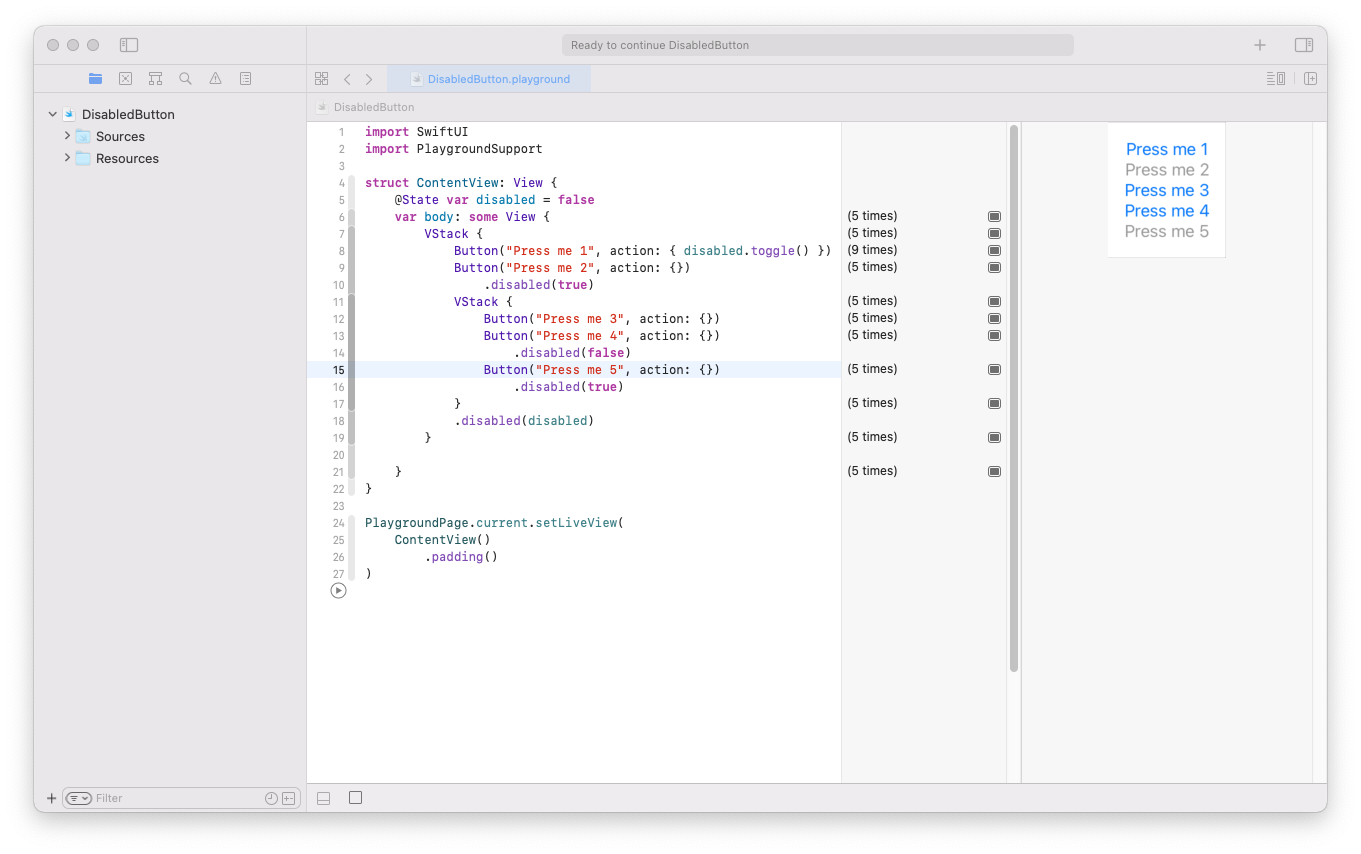 Ready to continue DisabledButton
DisabledButton.playground
DisabledButton
Sources
Resources
DisabledButton
1 import SwiftUI
2 import PlaygroundSupport
3
4 struct ContentView: View {
5     @State var disabled = false
6     var body: some View { (5 times)
7         VStack { (5 times)
8             Button("Press me 1", action: { disabled.toggle() }) (9 times)
9             Button("Press me 2", action: {}) (5 times)
10                 .disabled(true)
11             VStack { (5 times)
12                 Button("Press me 3", action: {}) (5 times)
13                 Button("Press me 4", action: {}) (5 times)
14                     .disabled(false)
15                 Button("Press me 5", action: {}) (5 times)
16                     .disabled(true)
17             } (5 times)
18             .disabled(disabled)
19         } (5 times)
20
21     } (5 times)
22 }
23
24 PlaygroundPage.current.setLiveView(
25     ContentView()
26         .padding()
27 )
Press me 1
Press me 2
Press me 3
Press me 4
Press me 5
Filter